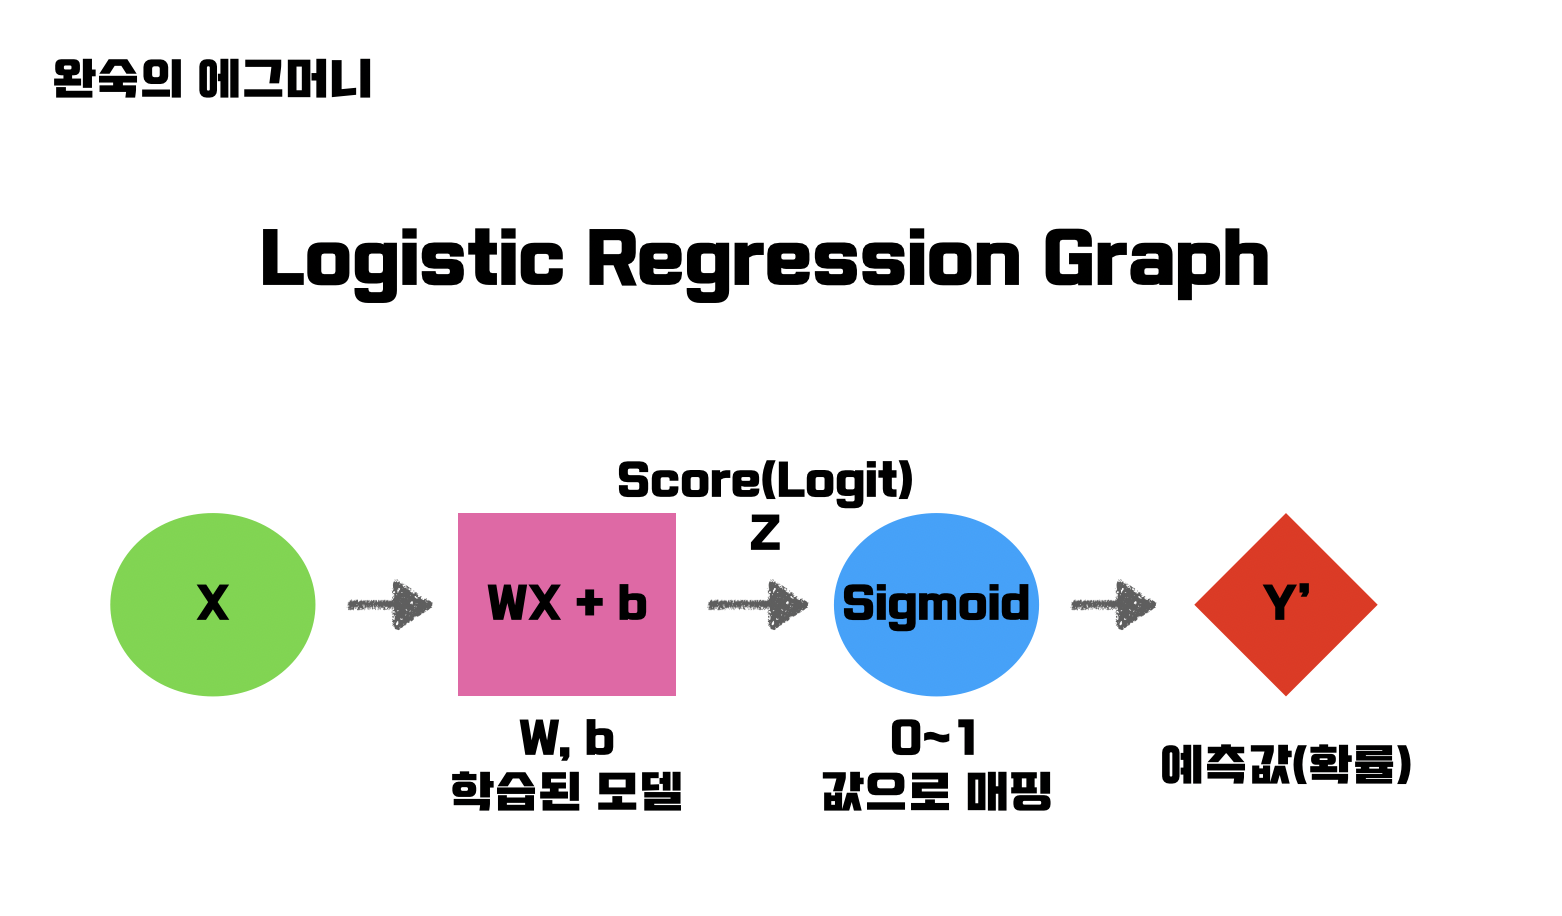 완숙의 에그머니
Logistic Regression Graph
Score(Logit)
Z
X
WX + b
Sigmoid
Y’
W, b
학습된 모델
0~1
값으로 매핑
예측값(확률)